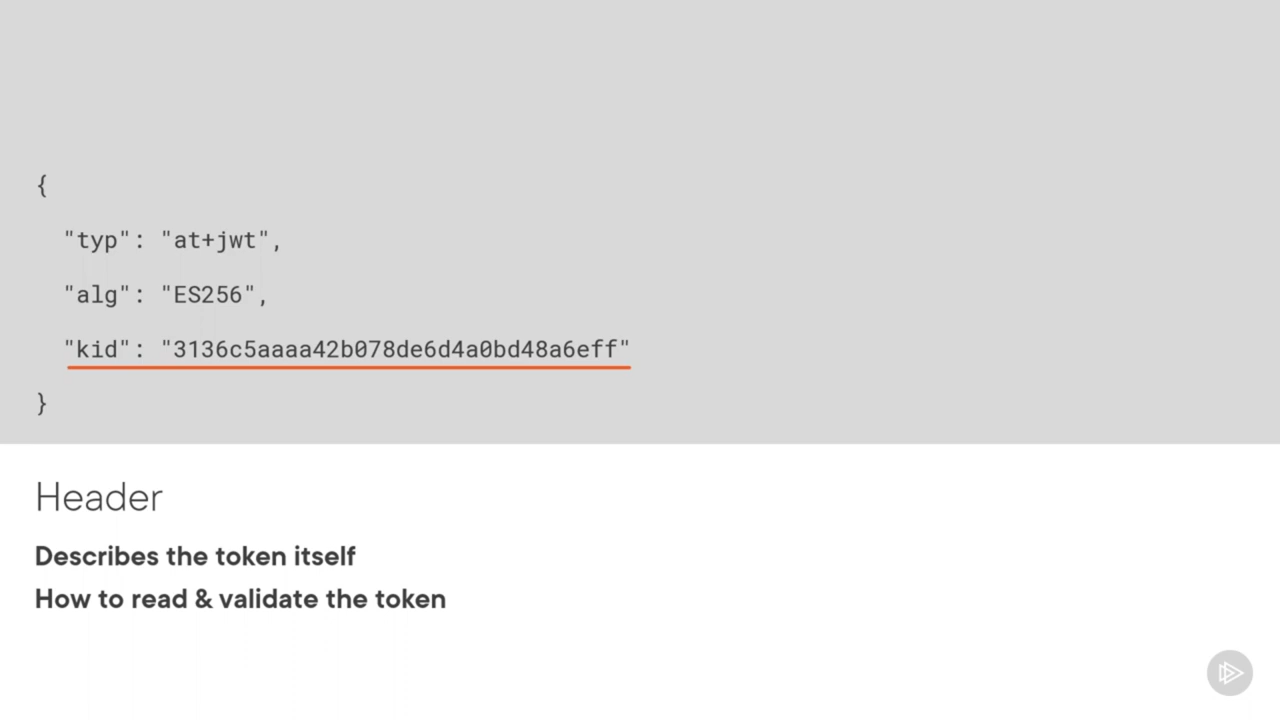 {
"typ": "at+jwt",
"alg": "ES256",
"kid": "3136c5aaaa42b078de6d4a0bd48a6eff"
}
Header
Describes the token itself
How to read & validate the token